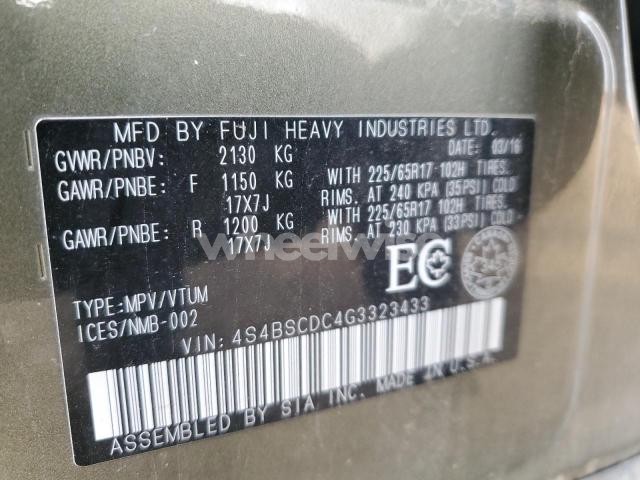 MFD BY FUJI HEAVY INDUSTRIES LTD. DATE: 03/16
GVWR/PNBV: 2130 KG
GAWR/PNBE: F 1150 KG WITH 225/65R17 102H TIRES.
17X7J RIMS. AT 240 KPA (35PSI) COLD
GAWR/PNBE: R 1200 KG WITH 225/65R17 102H TIRES.
17X7J RIMS. AT 230 KPA (33PSI) COLD
wheelwise
EC
TYPE:MPV/VTUM
ICES/NMB-002
VIN: 4S4BSCDC4G3323433
ASSEMBLED BY SIA INC. MADE IN U.S.A.